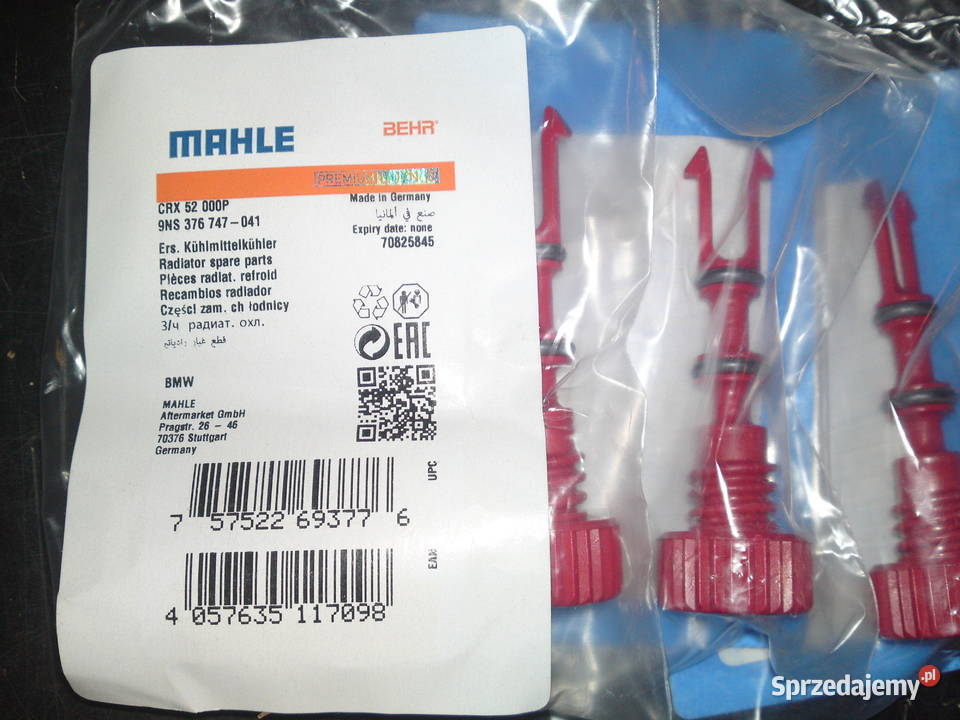 MAHLE
BEHR®
PREMIUM
CRX 52 000P
9NS 376 747-041
Made in Germany
صنع في ألمانيا
Expiry date: none
70825845
Ers. Kühlmittelkühler
Radiator spare parts
Pièces radiat. refroid
Recambios radiador
Części zam. ch łodnicy
З/ч радиат. охл.
قطع غيار رادياتير
EAC
BMW
MAHLE
Aftermarket GmbH
Pragstr. 26 - 46
70376 Stuttgart
Germany
UPC
7 57522 69377 6
EAN
4 057635 117098
Sprzedajemy.pl